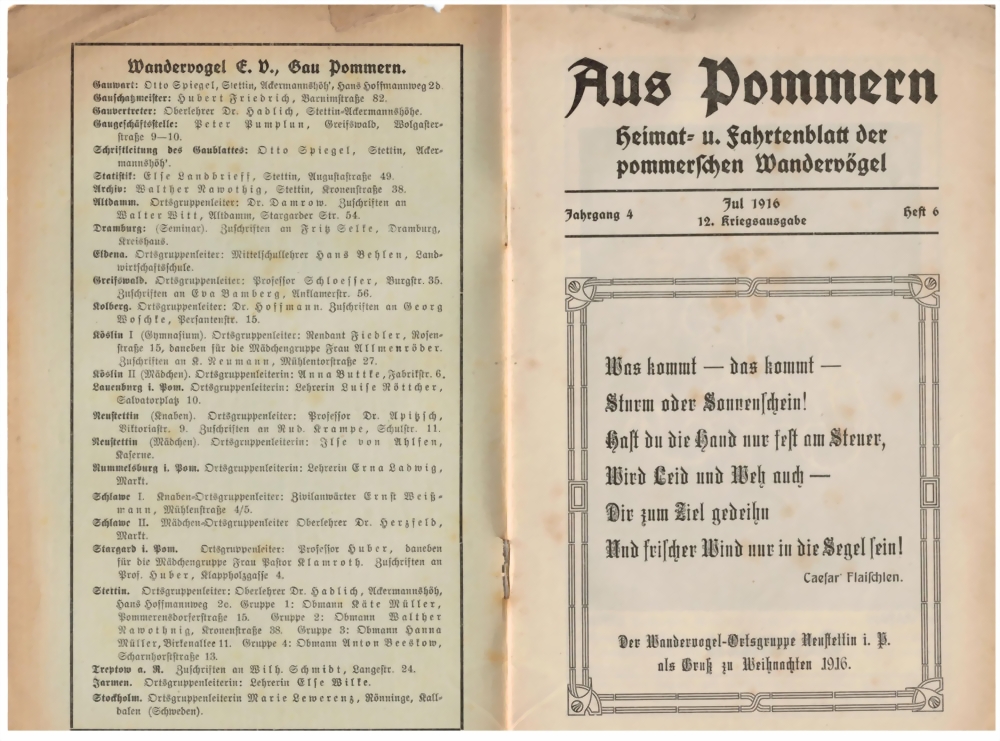 Wandervogel E. V., Gau Pommern.
Gauwart: Otto Spiegel, Stettin, Ackermannshöh', Hans Hoffmannweg 2d.
Gauschatzmeister: Hubert Friedrich, Barnimstraße 82.
Gauvertreter: Oberlehrer Dr. Hadlich, Stettin-Ackermannshöhe.
Gaugeschäftsstelle: Peter Pumplun, Greifswald, Wolgaster-
straße 9—10.
Schriftleitung des Gaublattes: Otto Spiegel, Stettin, Acker-
mannshöh'.
Statistik: Else Landbrieff, Stettin, Augustastraße 49.
Archiv: Walther Nawothig, Stettin, Kronenstraße 38.
Altdamm. Ortsgruppenleiter: Dr. Damrow. Zuschriften an
Walter Witt, Altdamm, Stargarder Str. 54.
Dramburg: (Seminar). Zuschriften an Fritz Selke, Dramburg,
Kreishaus.
Eldena. Ortsgruppenleiter: Mittelschullehrer Hans Behlen, Land-
wirtschaftsschule.
Greifswald. Ortsgruppenleiter: Professor Schloesser, Burgstr. 35.
Zuschriften an Eva Bamberg, Anklamerstr. 56.
Kolberg. Ortsgruppenleiter: Dr. Hoffmann. Zuschriften an Georg
Woschke, Persantenstr. 15.
Köslin I (Gymnasium). Ortsgruppenleiter: Rendant Fiedler, Rosen-
straße 15, daneben für die Mädchengruppe Frau Allmenröder.
Zuschriften an K. Neumann, Mühlentorstraße 27.
Köslin II (Mädchen). Ortsgruppenleiterin: Anna Buttke, Fabrikstr. 6.
Lauenburg i. Pom. Ortsgruppenleiterin: Lehrerin Luise Röttcher,
Salvatorplatz 10.
Neustettin (Knaben). Ortsgruppenleiter: Professor Dr. Apitzsch,
Viktoriastr. 9. Zuschriften an Rud. Krampe, Schulstr. 11.
Neustettin (Mädchen). Ortsgruppenleiterin: Ilse von Ahlsen,
Kaserne.
Rummelsburg i. Pom. Ortsgruppenleiterin: Lehrerin Erna Ladwig,
Markt.
Schlawe I. Knaben-Ortsgruppenleiter: Zivilanwärter Ernst Weiß-
mann, Mühlenstraße 4/5.
Schlawe II. Mädchen-Ortsgruppenleiter Oberlehrer Dr. Herzfeld,
Markt.
Stargard i. Pom. Ortsgruppenleiter: Professor Huber, daneben
für die Mädchengruppe Frau Pastor Klamroth. Zuschriften an
Prof. Huber, Klappholzgasse 4.
Stettin. Ortsgruppenleiter: Oberlehrer Dr. Hadlich, Ackermannshöh,
Hans Hoffmannweg 2c. Gruppe 1: Obmann Käte Müller,
Pommerensdorferstraße 15. Gruppe 2: Obmann Walther
Nawothnig, Kronenstraße 38. Gruppe 3: Obmann Hanna
Müller, Birkenallee 11. Gruppe 4: Obmann Anton Beeskow,
Scharnhorststraße 13.
Treptow a. R. Zuschriften an Wilh. Schmidt, Langestr. 24.
Jarmen. Ortsgruppenleiterin: Lehrerin Else Wilke.
Stockholm. Ortsgruppenleiterin Marie Lewerenz, Rönninge, Kall-
dalen (Schweden).
Aus Pommern
Heimat- u. Fahrtenblatt der
pommerschen Wandervögel
Jahrgang 4
Jul 1916
12. Kriegsausgabe
Heft 6
Was kommt — das kommt —
Sturm oder Sonnenschein!
Hast du die Hand nur fest am Steuer,
Wird Leid und Weh auch —
Dir zum Ziel gedeihn
Und frischer Wind nur in die Segel sein!
Caesar Flaischlen.
Der Wandervogel-Ortsgruppe Neustettin i. P.
als Gruß zu Weihnachten 1916.